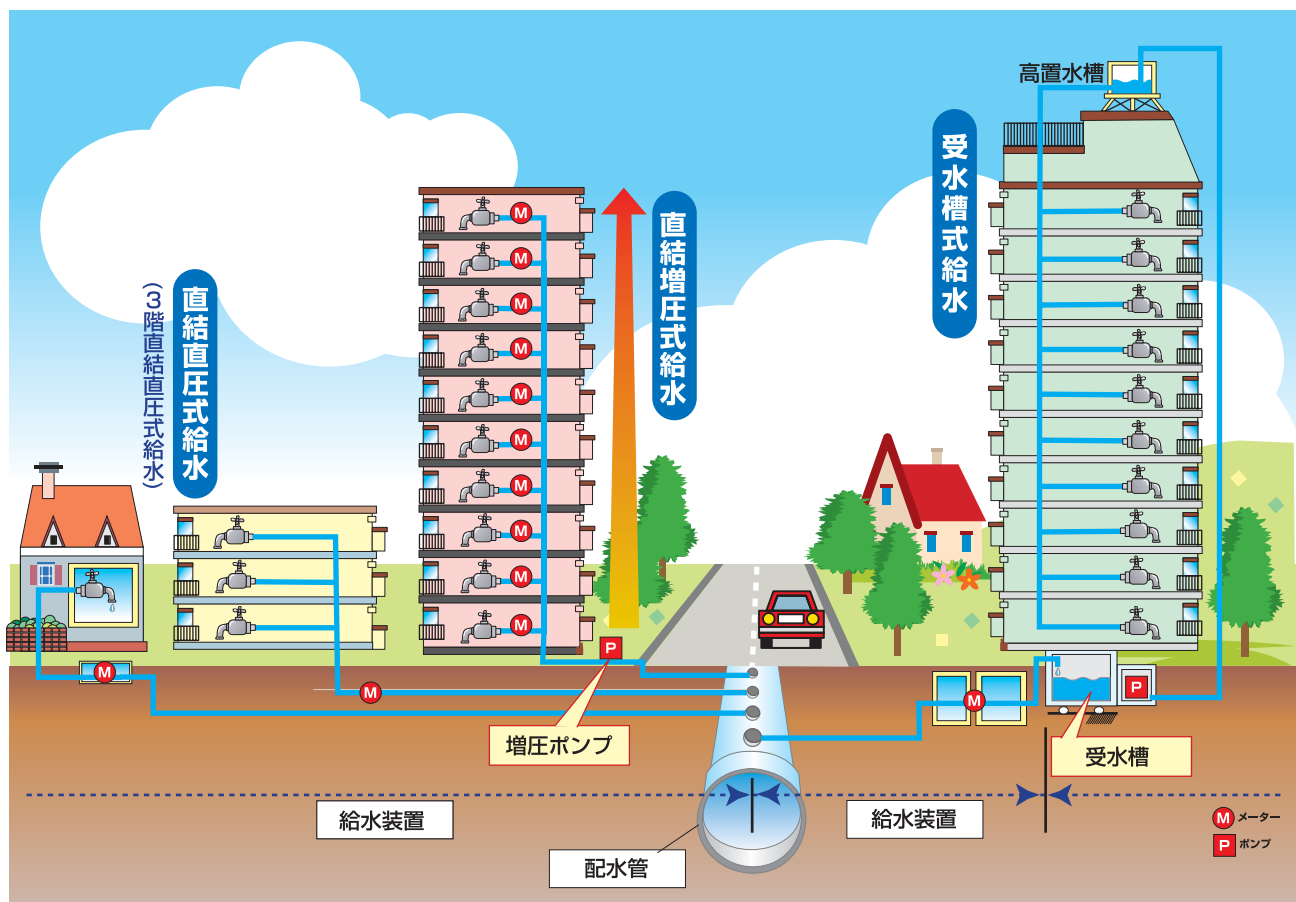 高置水槽
受水槽式給水
直結増圧式給水
直結直圧式給水
（3階直結直圧式給水）
M
M
M
M
M
M
M
M
M
M
P
M
M
M
P
増圧ポンプ
受水槽
給水装置
給水装置
配水管
M メーター
P ポンプ